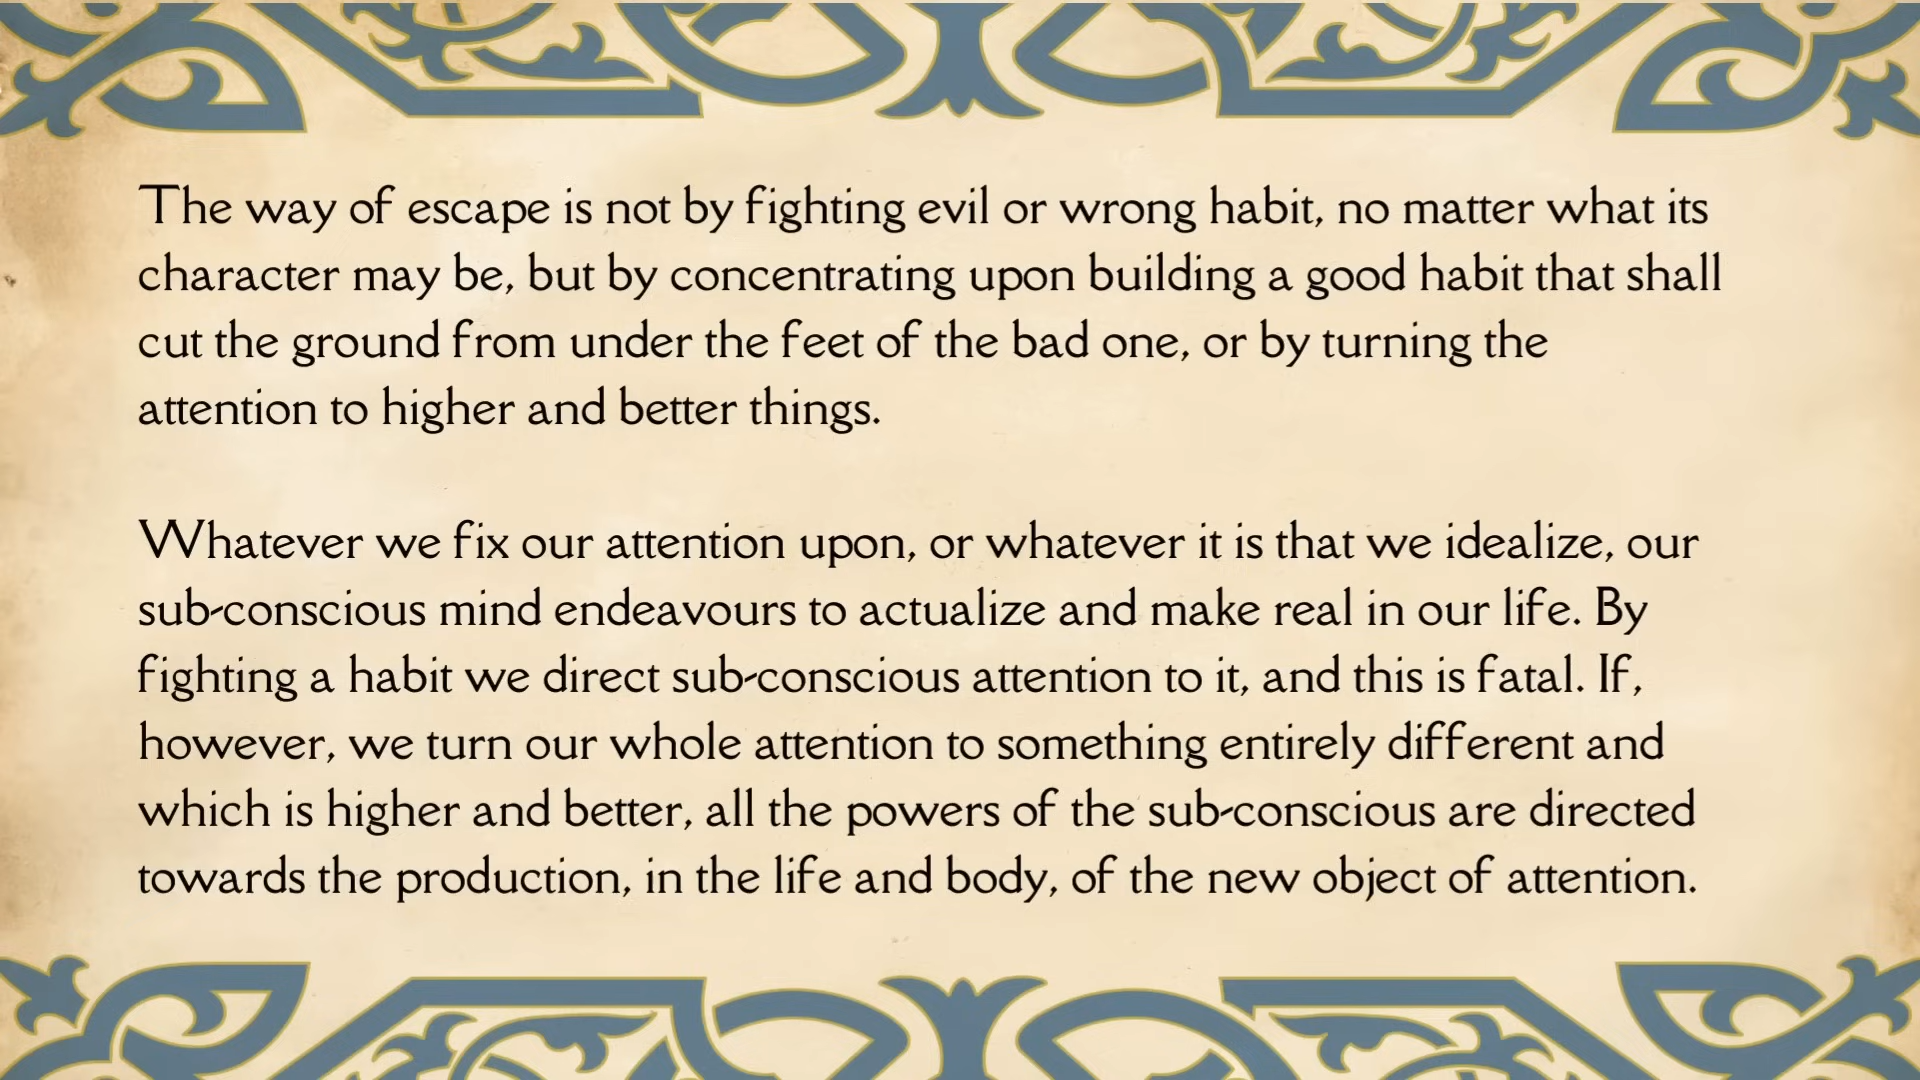 The way of escape is not by fighting evil or wrong habit, no matter what its
character may be, but by concentrating upon building a good habit that shall
cut the ground from under the feet of the bad one, or by turning the
attention to higher and better things.
Whatever we fix our attention upon, or whatever it is that we idealize, our
sub-conscious mind endeavours to actualize and make real in our life. By
fighting a habit we direct sub-conscious attention to it, and this is fatal. If,
however, we turn our whole attention to something entirely different and
which is higher and better, all the powers of the sub-conscious are directed
towards the production, in the life and body, of the new object of attention.